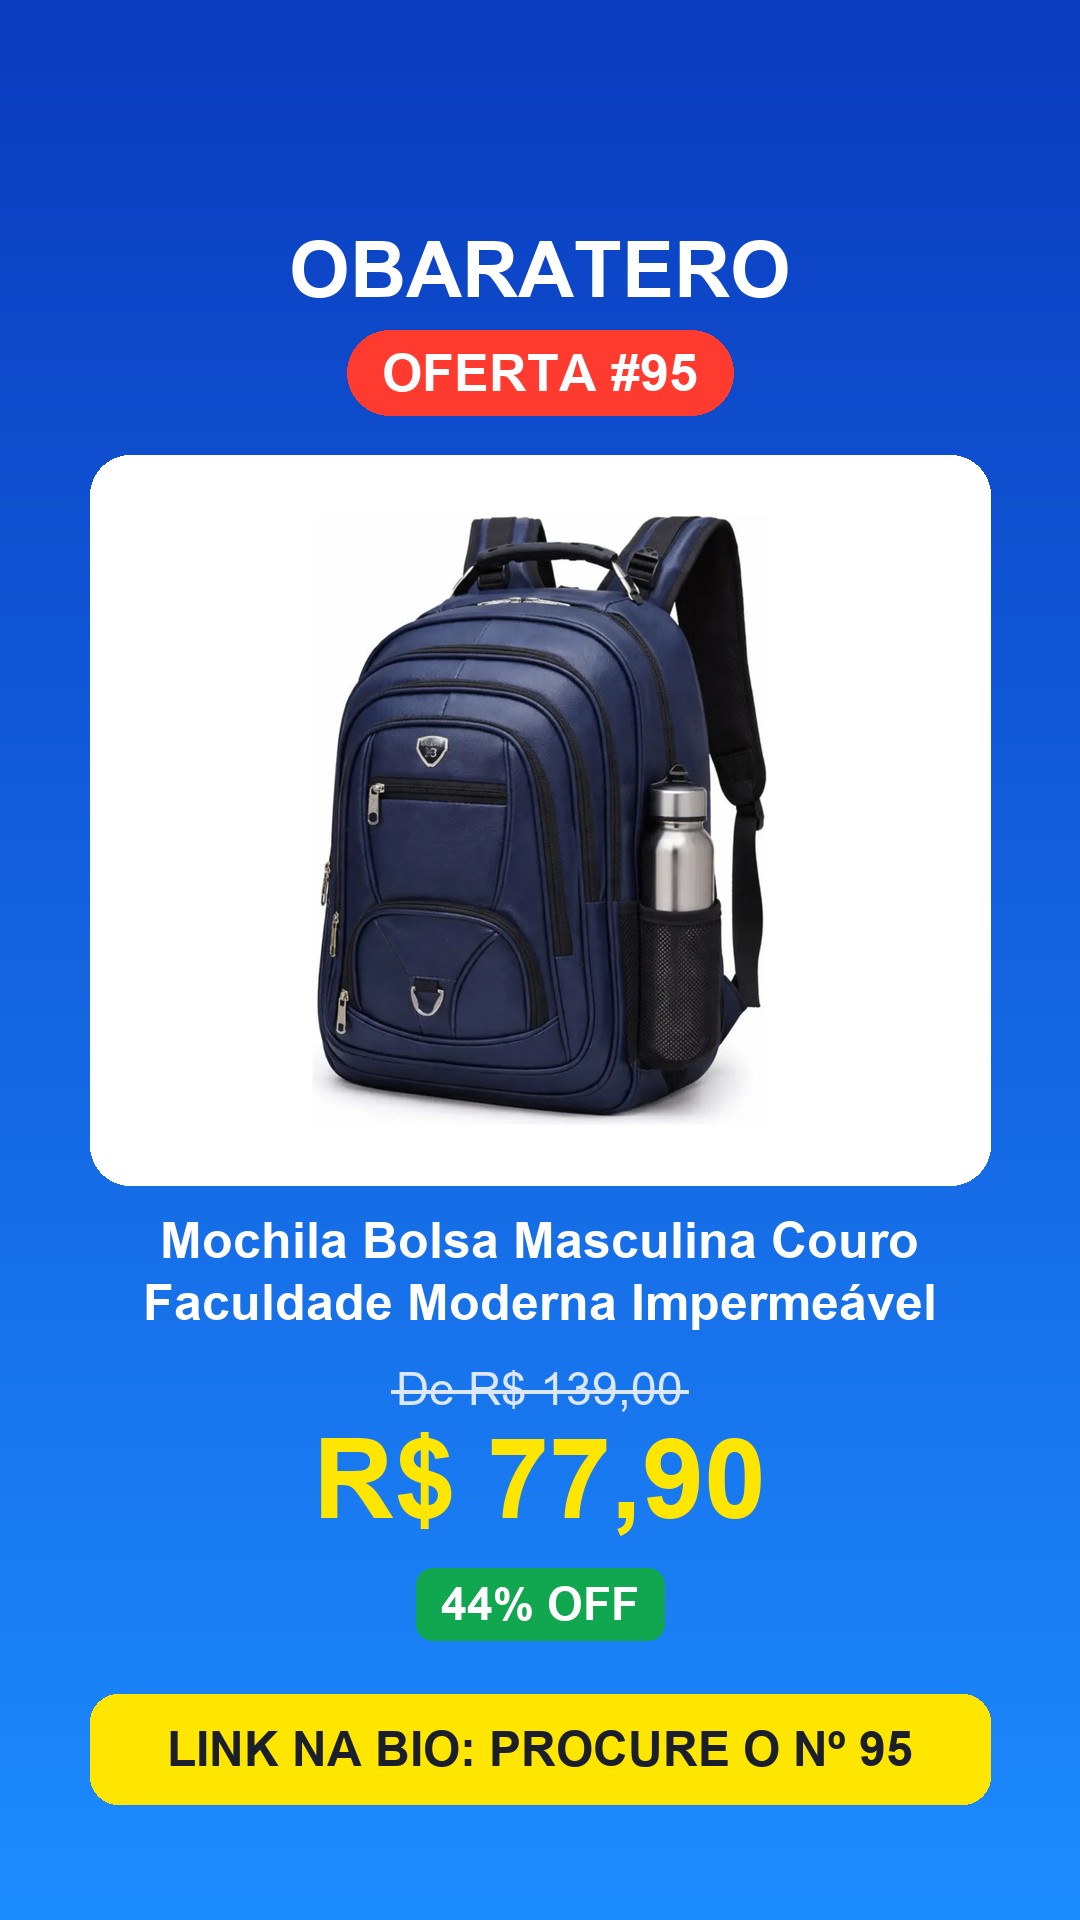 OBARATERO
OFERTA #95
Mochila Bolsa Masculina Couro
Faculdade Moderna Impermeável
De R$ 139,00
R$ 77,90
44% OFF
LINK NA BIO: PROCURE O Nº 95